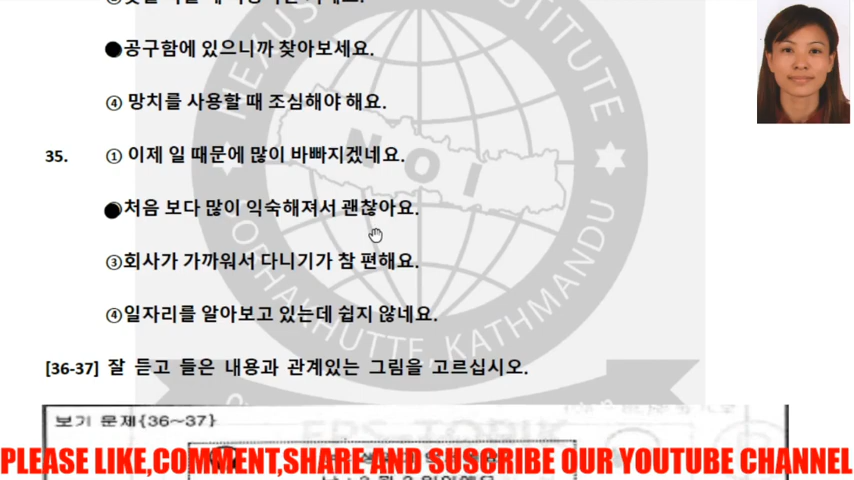 NEXUS
INSTITUTE
●공구함에 있으니까 찾아보세요.
④ 망치를 사용할 때 조심해야 해요.
NOI
35. ① 이제 일 때문에 많이 바빠지겠네요.
●처음 보다 많이 익숙해져서 괜찮아요.
③회사가 가까워서 다니기가 참 편해요.
④일자리를 알아보고 있는데 쉽지 않네요.
KATHMANDU
[36-37] 잘 듣고 들은 내용과 관계있는 그림을 고르십시오.
보기 문제{36~37}
EPS-TOPIK
PLEASE LIKE,COMMENT,SHARE AND SUSCRIBE OUR YOUTUBE CHANNEL